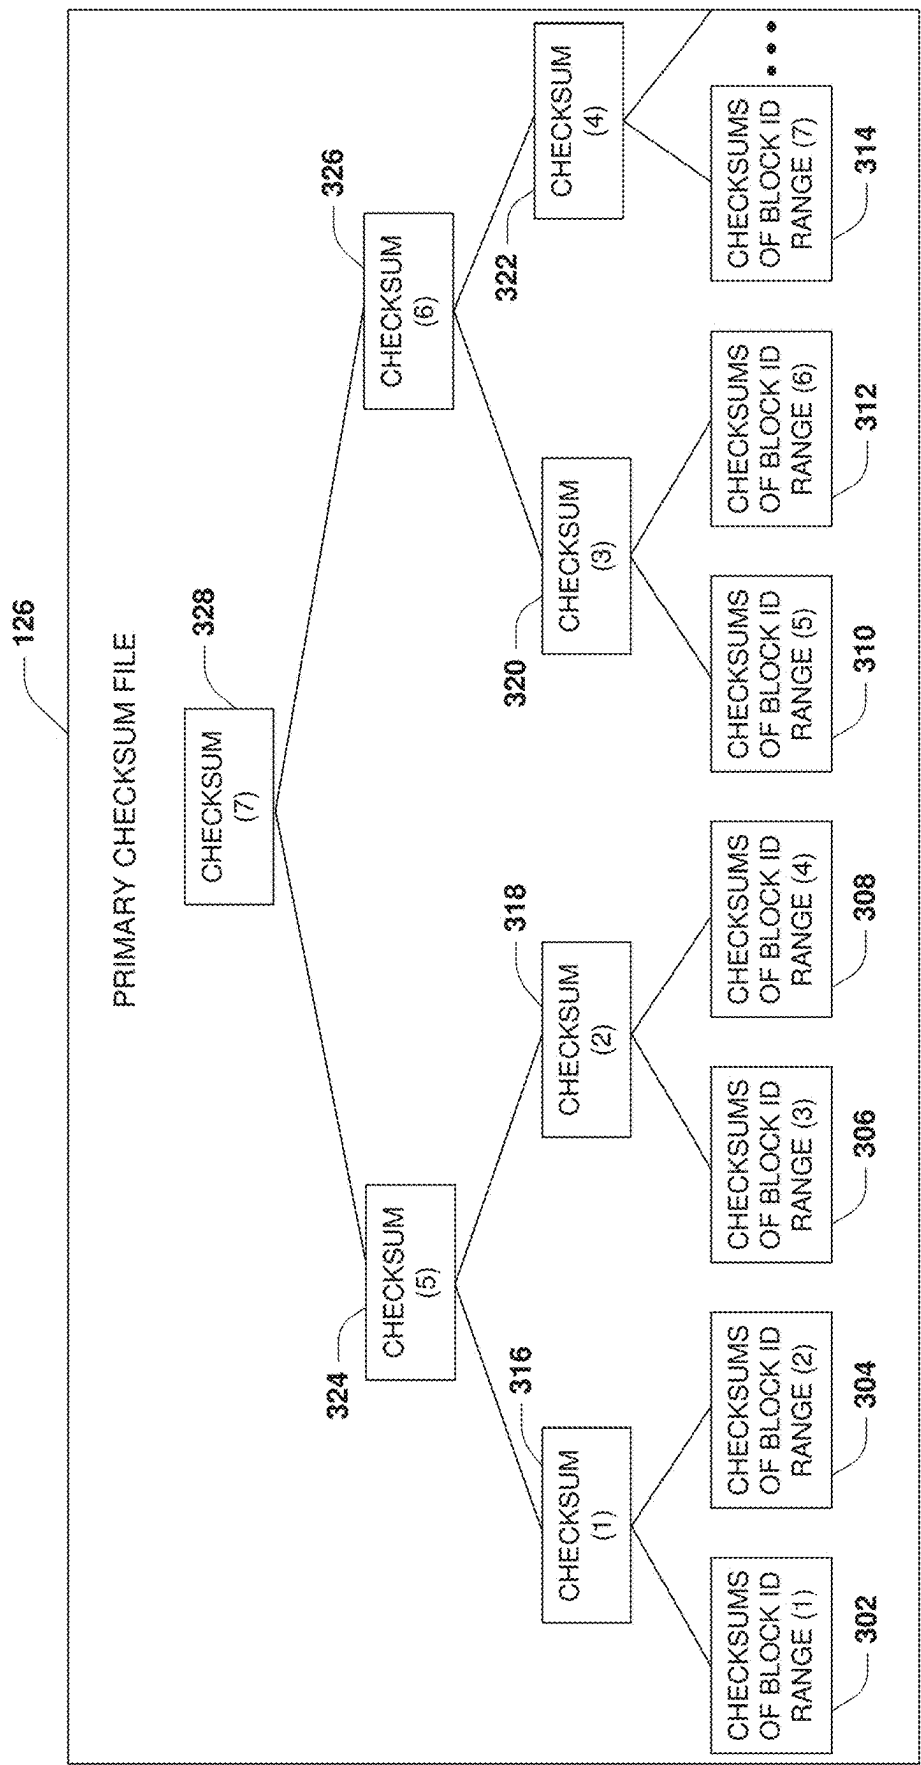 126
PRIMARY CHECKSUM FILE
328
CHECKSUM
(7)
324
CHECKSUM
(5)
326
CHECKSUM
(6)
316
CHECKSUM
(1)
318
CHECKSUM
(2)
320
CHECKSUM
(3)
322
CHECKSUM
(4)
CHECKSUMS
OF BLOCK ID
RANGE (1)
302
CHECKSUMS
OF BLOCK ID
RANGE (2)
304
CHECKSUMS
OF BLOCK ID
RANGE (3)
306
CHECKSUMS
OF BLOCK ID
RANGE (4)
308
CHECKSUMS
OF BLOCK ID
RANGE (5)
310
CHECKSUMS
OF BLOCK ID
RANGE (6)
312
CHECKSUMS
OF BLOCK ID
RANGE (7)
314
•••